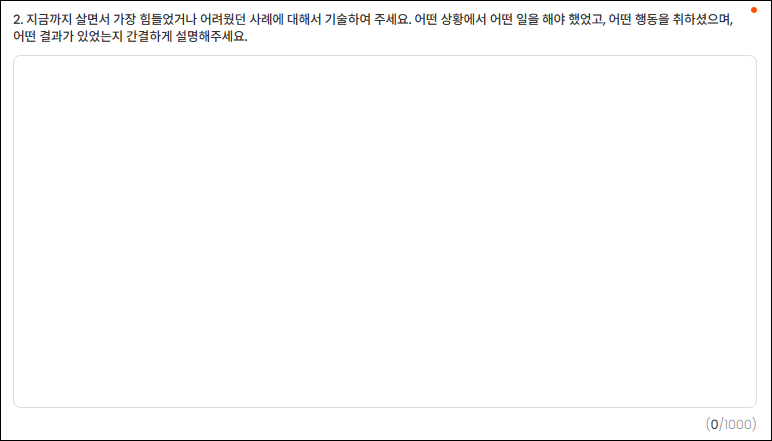 2. 지금까지 살면서 가장 힘들었거나 어려웠던 사례에 대해서 기술하여 주세요. 어떤 상황에서 어떤 일을 해야 했었고, 어떤 행동을 취하셨으며,
어떤 결과가 있었는지 간결하게 설명해주세요.
(0/1000)